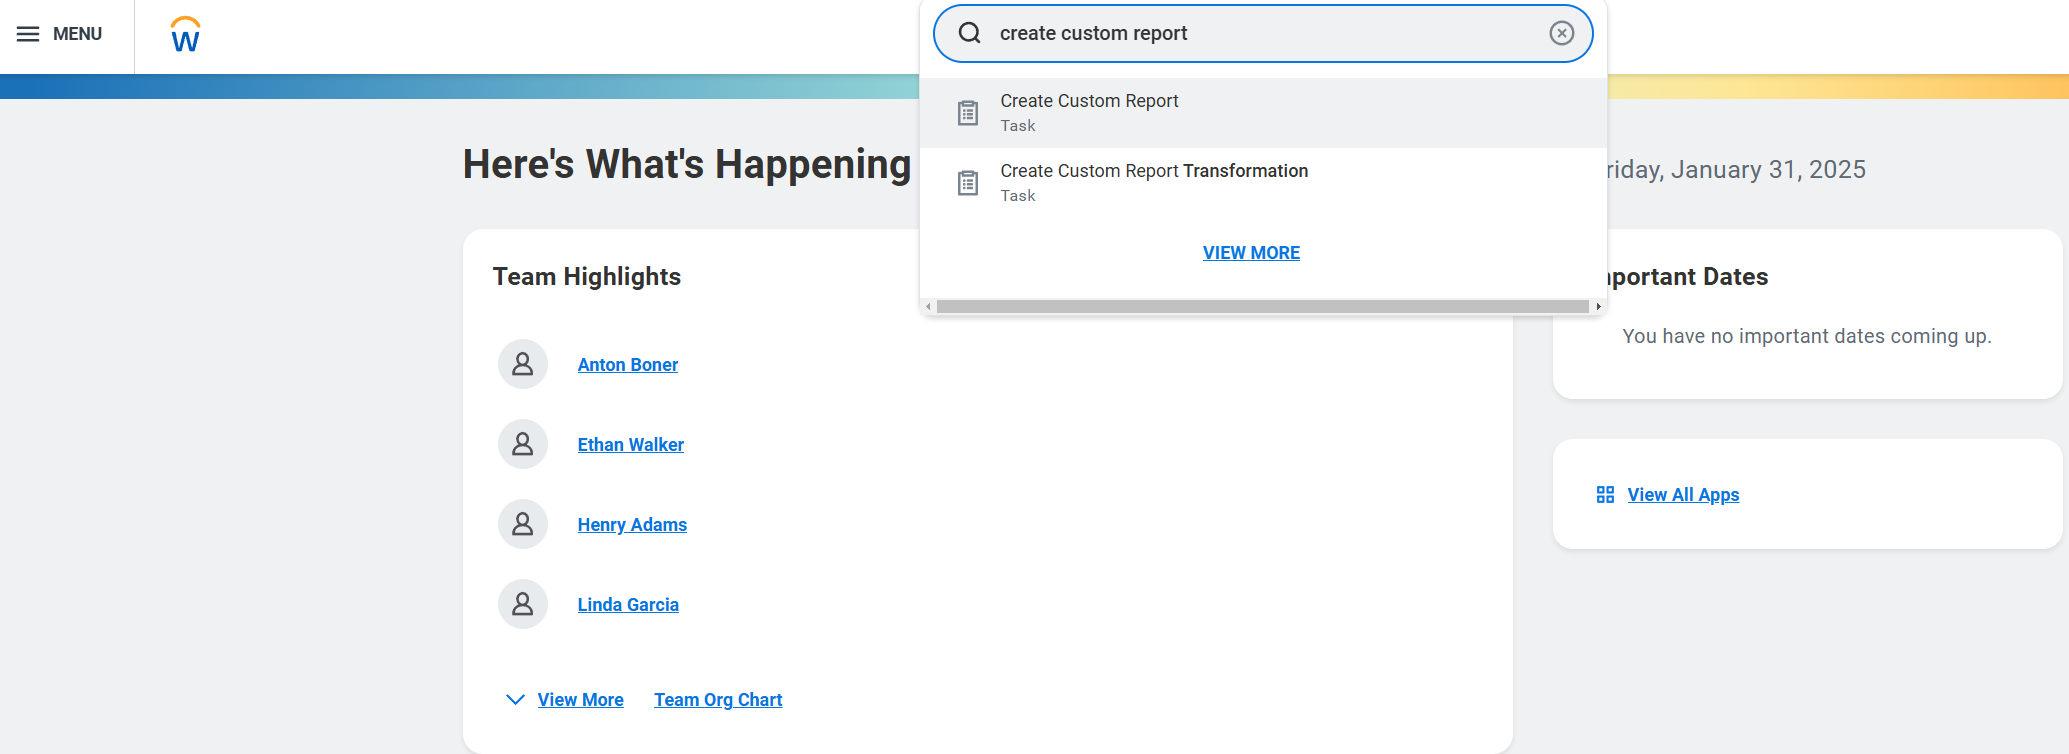 MENU
W
create custom report
Create Custom Report
Task
Create Custom Report Transformation
Task
VIEW MORE
Here's What's Happening
riday, January 31, 2025
Team Highlights
Anton Boner
Ethan Walker
Henry Adams
Linda Garcia
View More Team Org Chart
portant Dates
You have no important dates coming up.
View All Apps